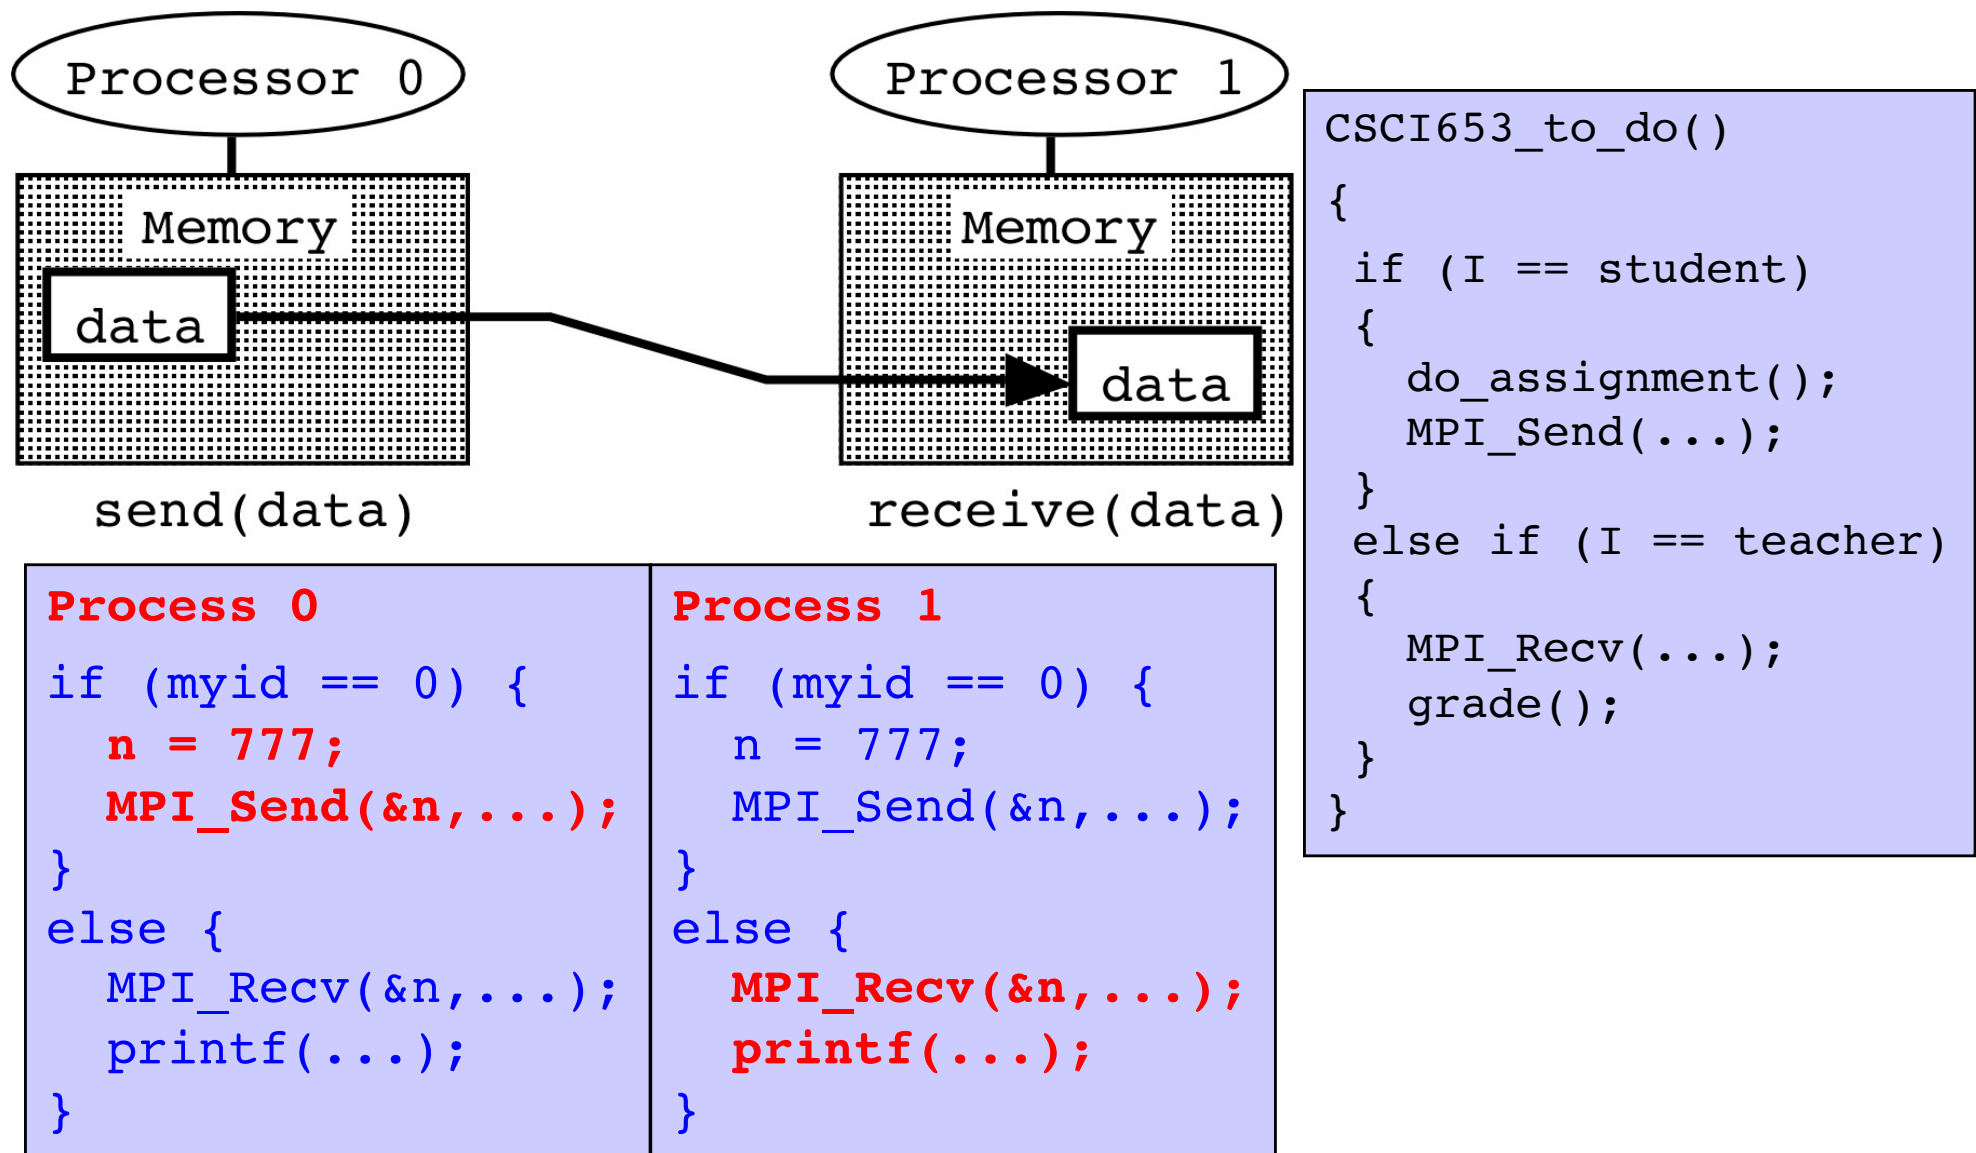 Processor 0
Processor 1
Memory
Memory
data
data
send(data)
receive(data)
Process 0
if (myid == 0) {
  n = 777;
  MPI_Send(&n,...);
}
else {
  MPI_Recv(&n,...);
  printf(...);
}
Process 1
if (myid == 0) {
  n = 777;
  MPI_Send(&n,...);
}
else {
  MPI_Recv(&n,...);
  printf(...);
}
CSCI653_to_do()
{
 if (I == student)
 {
   do_assignment();
   MPI_Send(...);
 }
 else if (I == teacher)
 {
   MPI_Recv(...);
   grade();
 }
}